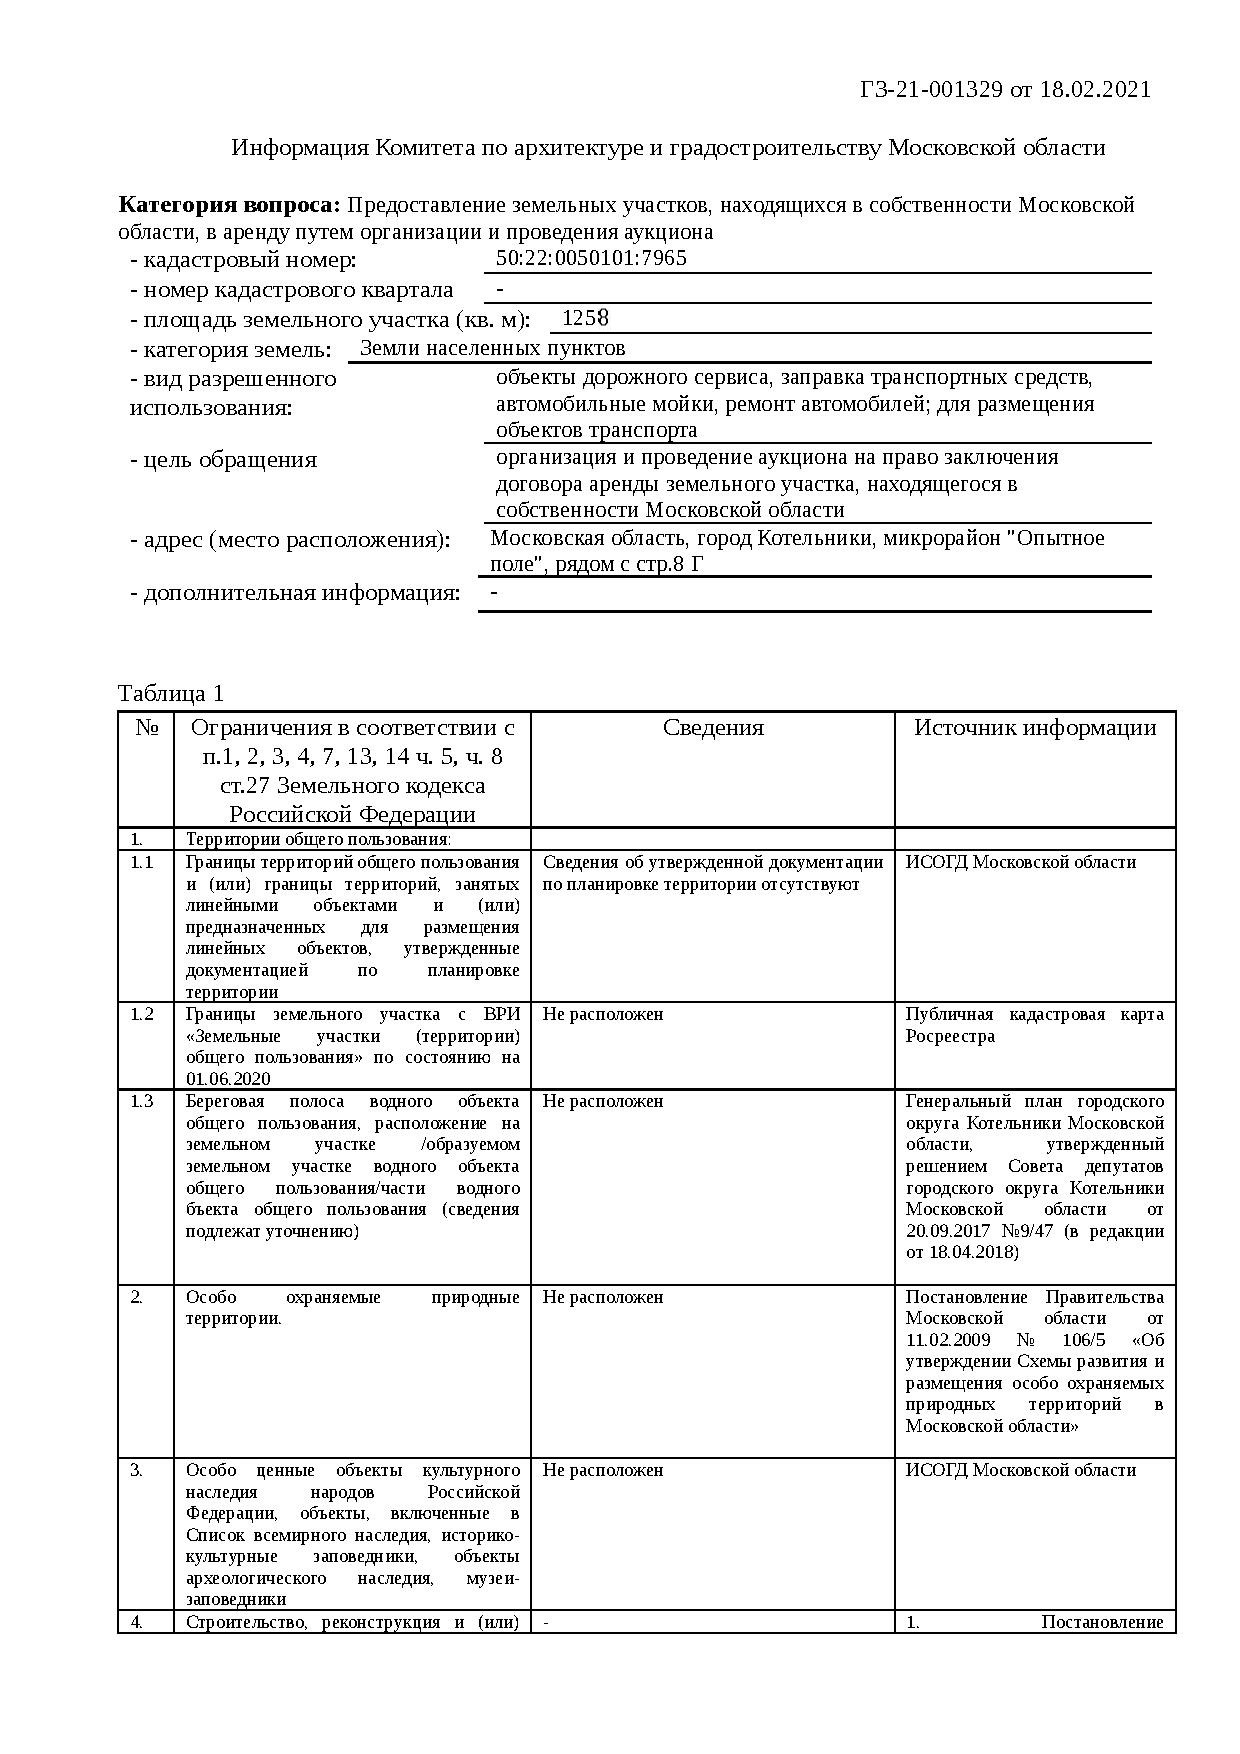 ГЗ-21-001329 от 18.02.2021
Информация Комитета по архитектуре и градостроительству Московской области
Категория вопроса: Предоставление земельных участков, находящихся в собственности Московской
области, в аренду путем организации и проведения аукциона
- кадастровый номер: 50:22:0050101:7965
- номер кадастрового квартала -
- площадь земельного участка (кв. м): 1258
- категория земель: Земли населенных пунктов
- вид разрешенного
использования:
объекты дорожного сервиса, заправка транспортных средств,
автомобильные мойки, ремонт автомобилей; для размещения
объектов транспорта
- цель обращения
организация и проведение аукциона на право заключения
договора аренды земельного участка, находящегося в
собственности Московской области
- адрес (место расположения):
Московская область, город Котельники, микрорайон "Опытное
поле", рядом с стр.8 Г
- дополнительная информация: -
Таблица 1
№
Ограничения в соответствии с
п.1, 2, 3, 4, 7, 13, 14 ч. 5, ч. 8
ст.27 Земельного кодекса
Российской Федерации
Сведения
Источник информации
1.
Территории общего пользования:
1.1
Границы территорий общего пользования
и (или) границы территорий, занятых
линейными объектами и (или)
предназначенных для размещения
линейных объектов, утвержденные
документацией по планировке
территории
Сведения об утвержденной документации
по планировке территории отсутствуют
ИСОГД Московской области
1.2
Границы земельного участка с ВРИ
«Земельные участки (территории)
общего пользования» по состоянию на
01.06.2020
Не расположен
Публичная кадастровая карта
Росреестра
1.3
Береговая полоса водного объекта
общего пользования, расположение на
земельном участке /образуемом
земельном участке водного объекта
общего пользования/части водного
бъекта общего пользования (сведения
подлежат уточнению)
Не расположен
Генеральный план городского
округа Котельники Московской
области, утвержденный
решением Совета депутатов
городского округа Котельники
Московской области от
20.09.2017 №9/47 (в редакции
от 18.04.2018)
2.
Особо охраняемые природные
территории.
Не расположен
Постановление Правительства
Московской области от
11.02.2009 № 106/5 «Об
утверждении Схемы развития и
размещения особо охраняемых
природных территорий в
Московской области»
3.
Особо ценные объекты культурного
наследия народов Российской
Федерации, объекты, включенные в
Список всемирного наследия, историко-
культурные заповедники, объекты
археологического наследия, музеи-
заповедники
Не расположен
ИСОГД Московской области
4.
Строительство, реконструкция и (или)
-
1. Постановление